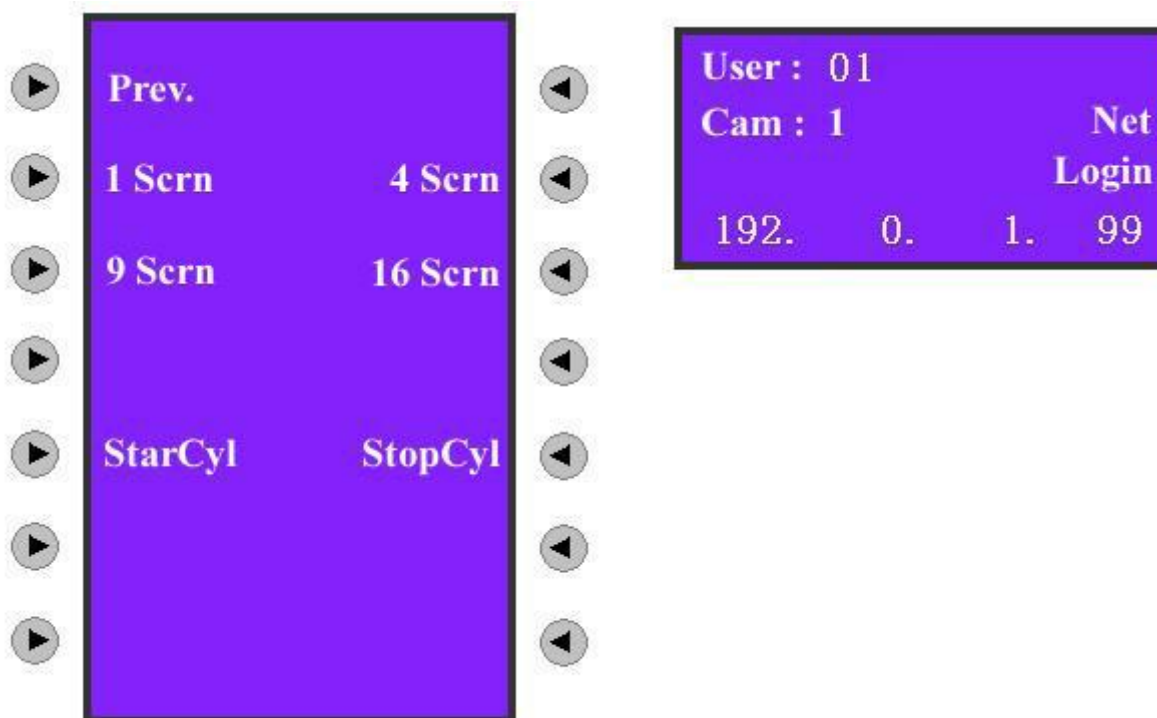 Prev.
1 Scrn 4 Scrn
9 Scrn 16 Scrn
StarCyl StopCyl
User : 01
Cam : 1 Net
Login
192. 0. 1. 99